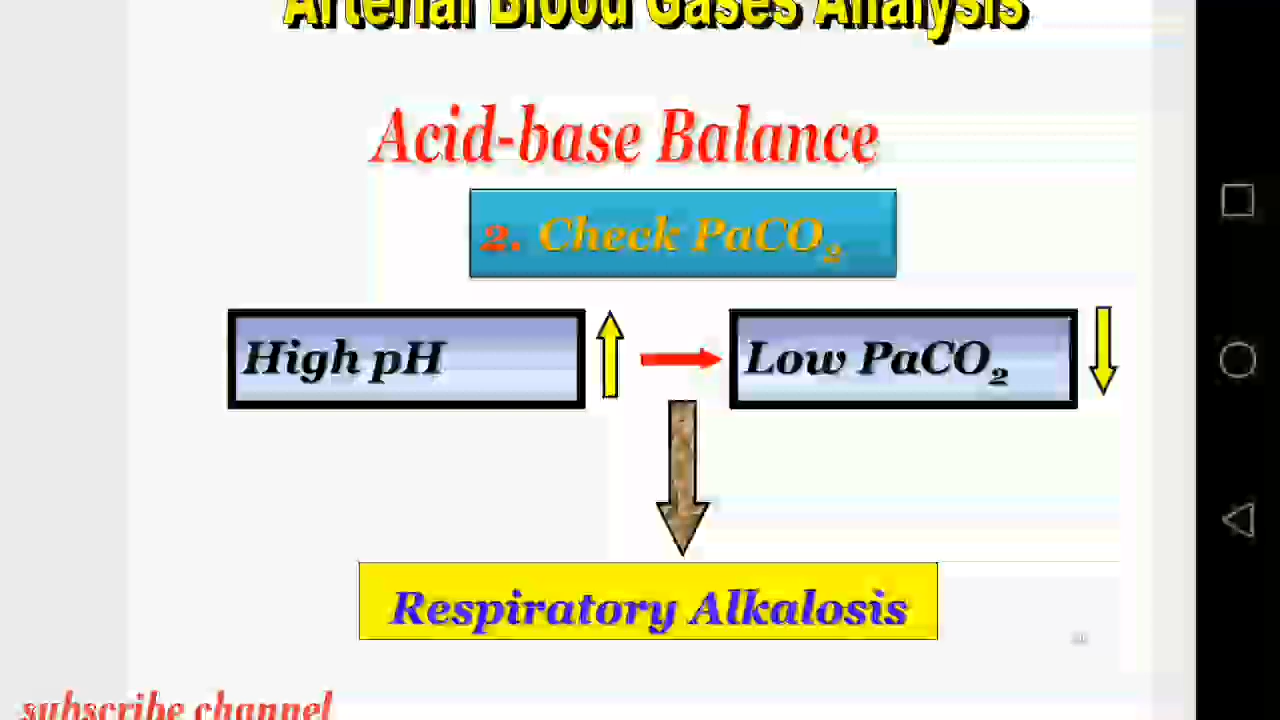 Arterial Blood Gases Analysis
Acid-base Balance
2. Check PaCO₂
High pH
Low PaCO₂
Respiratory Alkalosis
subscribe channel